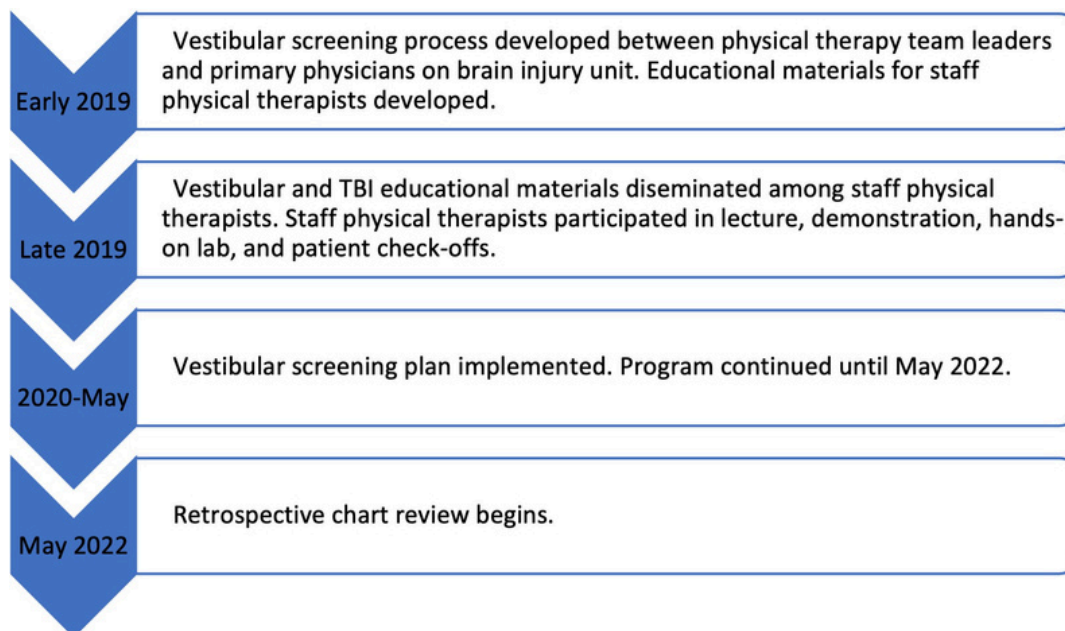 Early 2019
Vestibular screening process developed between physical therapy team leaders
and primary physicians on brain injury unit. Educational materials for staff
physical therapists developed.
Late 2019
Vestibular and TBI educational materials diseminated among staff physical
therapists. Staff physical therapists participated in lecture, demonstration, hands-
on lab, and patient check-offs.
2020-May
Vestibular screening plan implemented. Program continued until May 2022.
May 2022
Retrospective chart review begins.